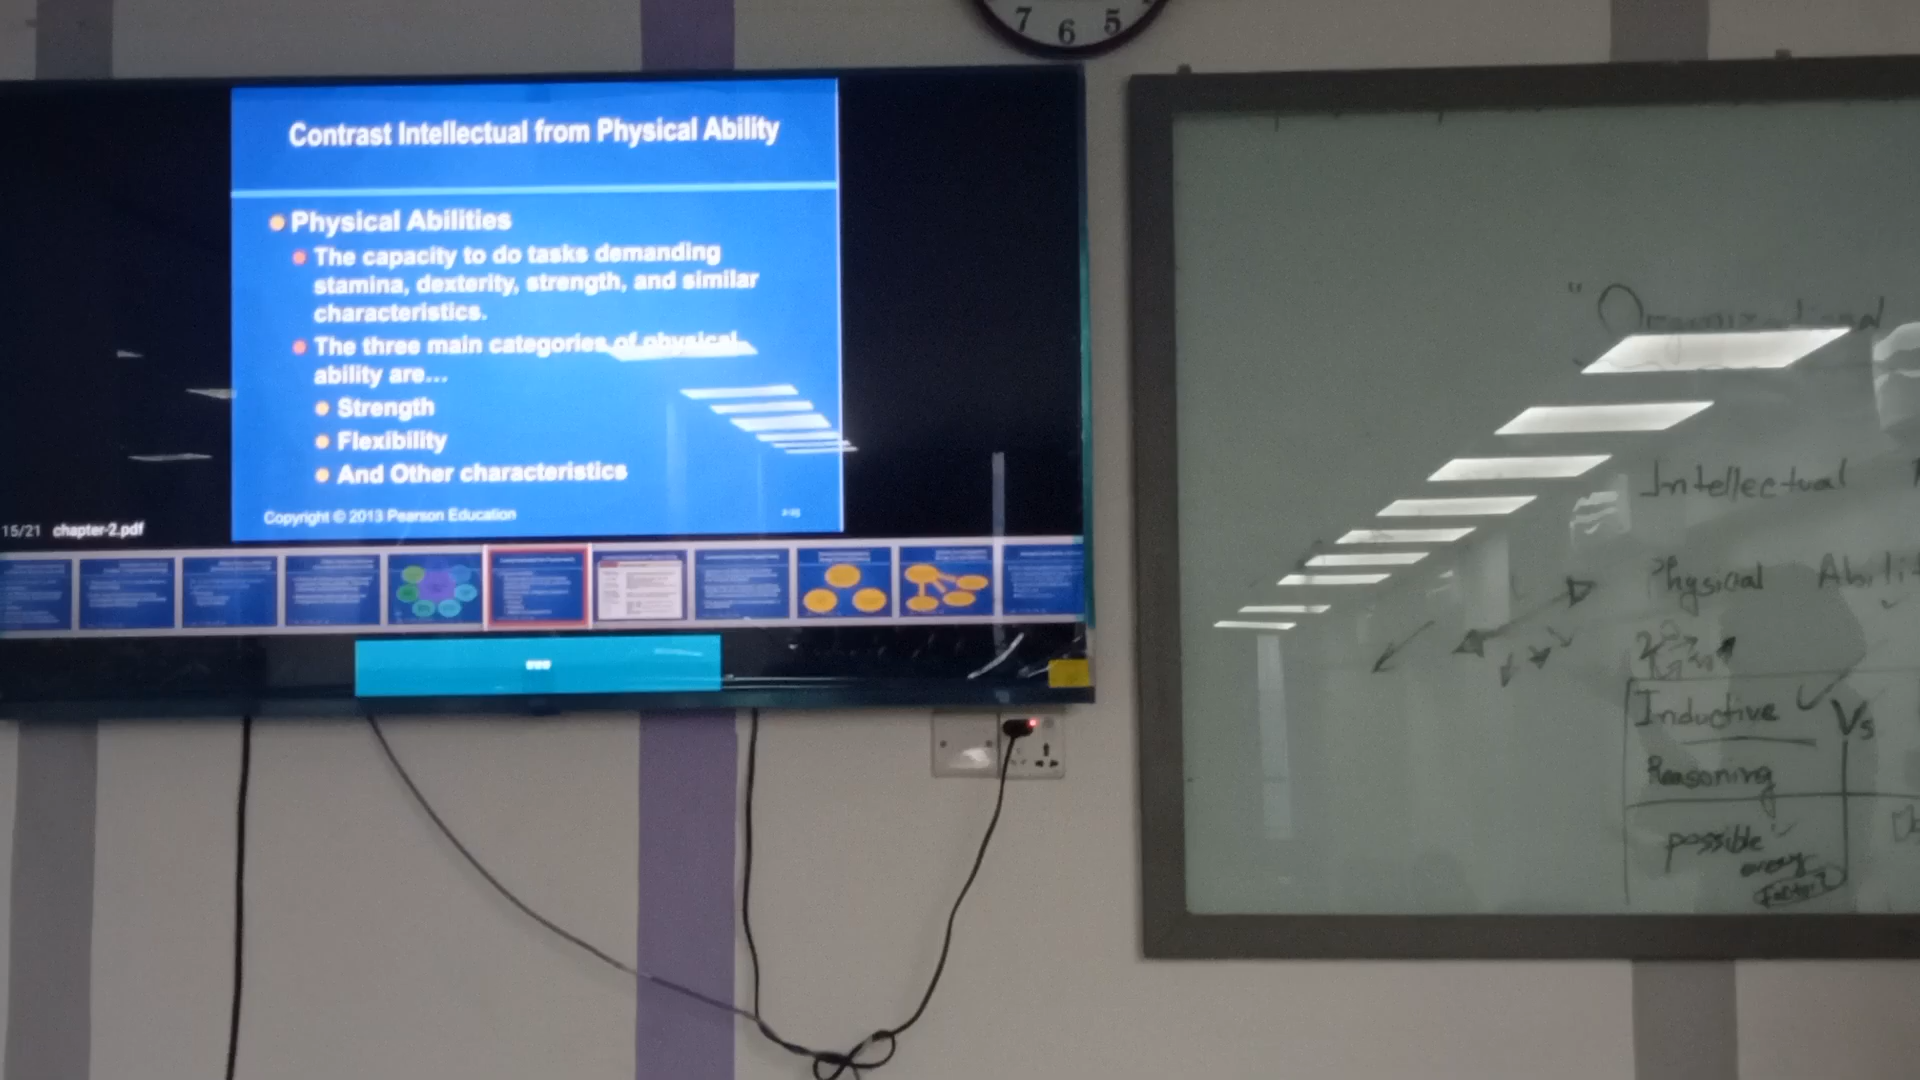 7 6 5
Contrast Intellectual from Physical Ability
Physical Abilities
The capacity to do tasks demanding
stamina, dexterity, strength, and similar
characteristics.
The three main categories of physical
ability are...
Strength
Flexibility
And Other characteristics
Copyright © 2013 Pearson Education
15/21 chapter-2.pdf
"Organizational
Intellectual
Physical Abilit
Inductive Vs
Reasoning
possible